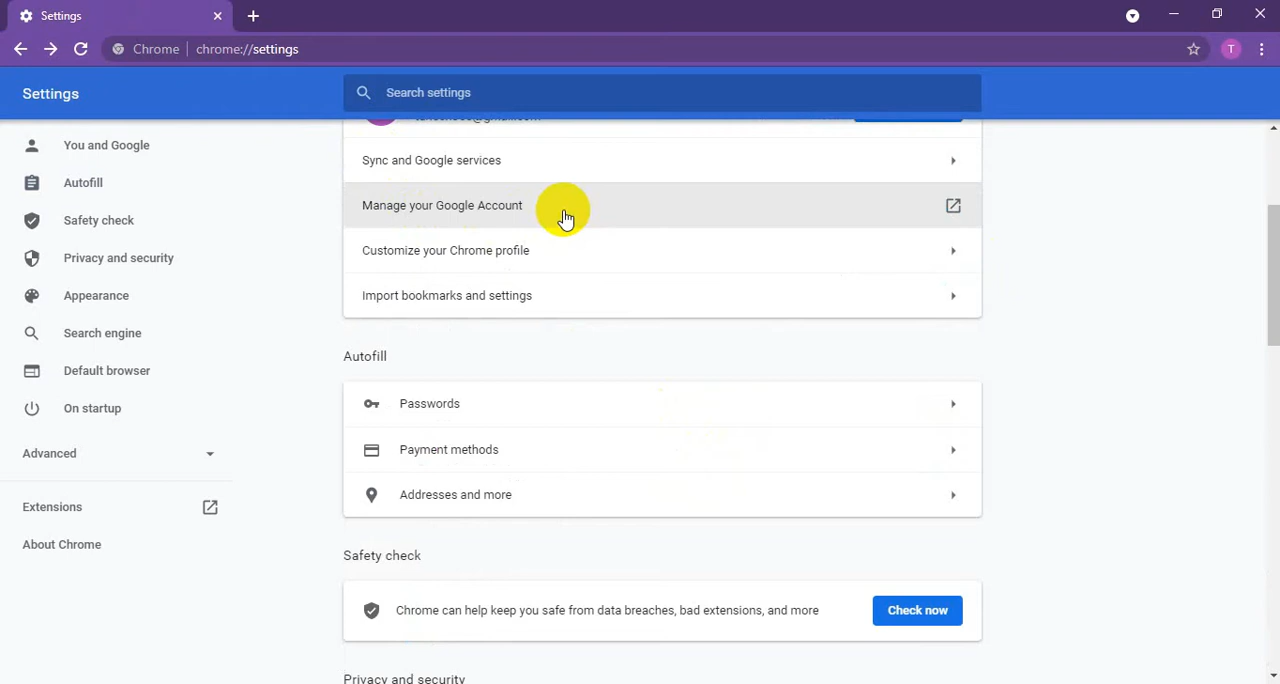 Settings
Chrome
chrome://settings
T
Settings
Search settings
You and Google
Autofill
Safety check
Privacy and security
Appearance
Search engine
Default browser
On startup
Advanced
Extensions
About Chrome
Sync and Google services
Manage your Google Account
Customize your Chrome profile
Import bookmarks and settings
Autofill
Passwords
Payment methods
Addresses and more
Safety check
Chrome can help keep you safe from data breaches, bad extensions, and more
Check now
Privacy and security